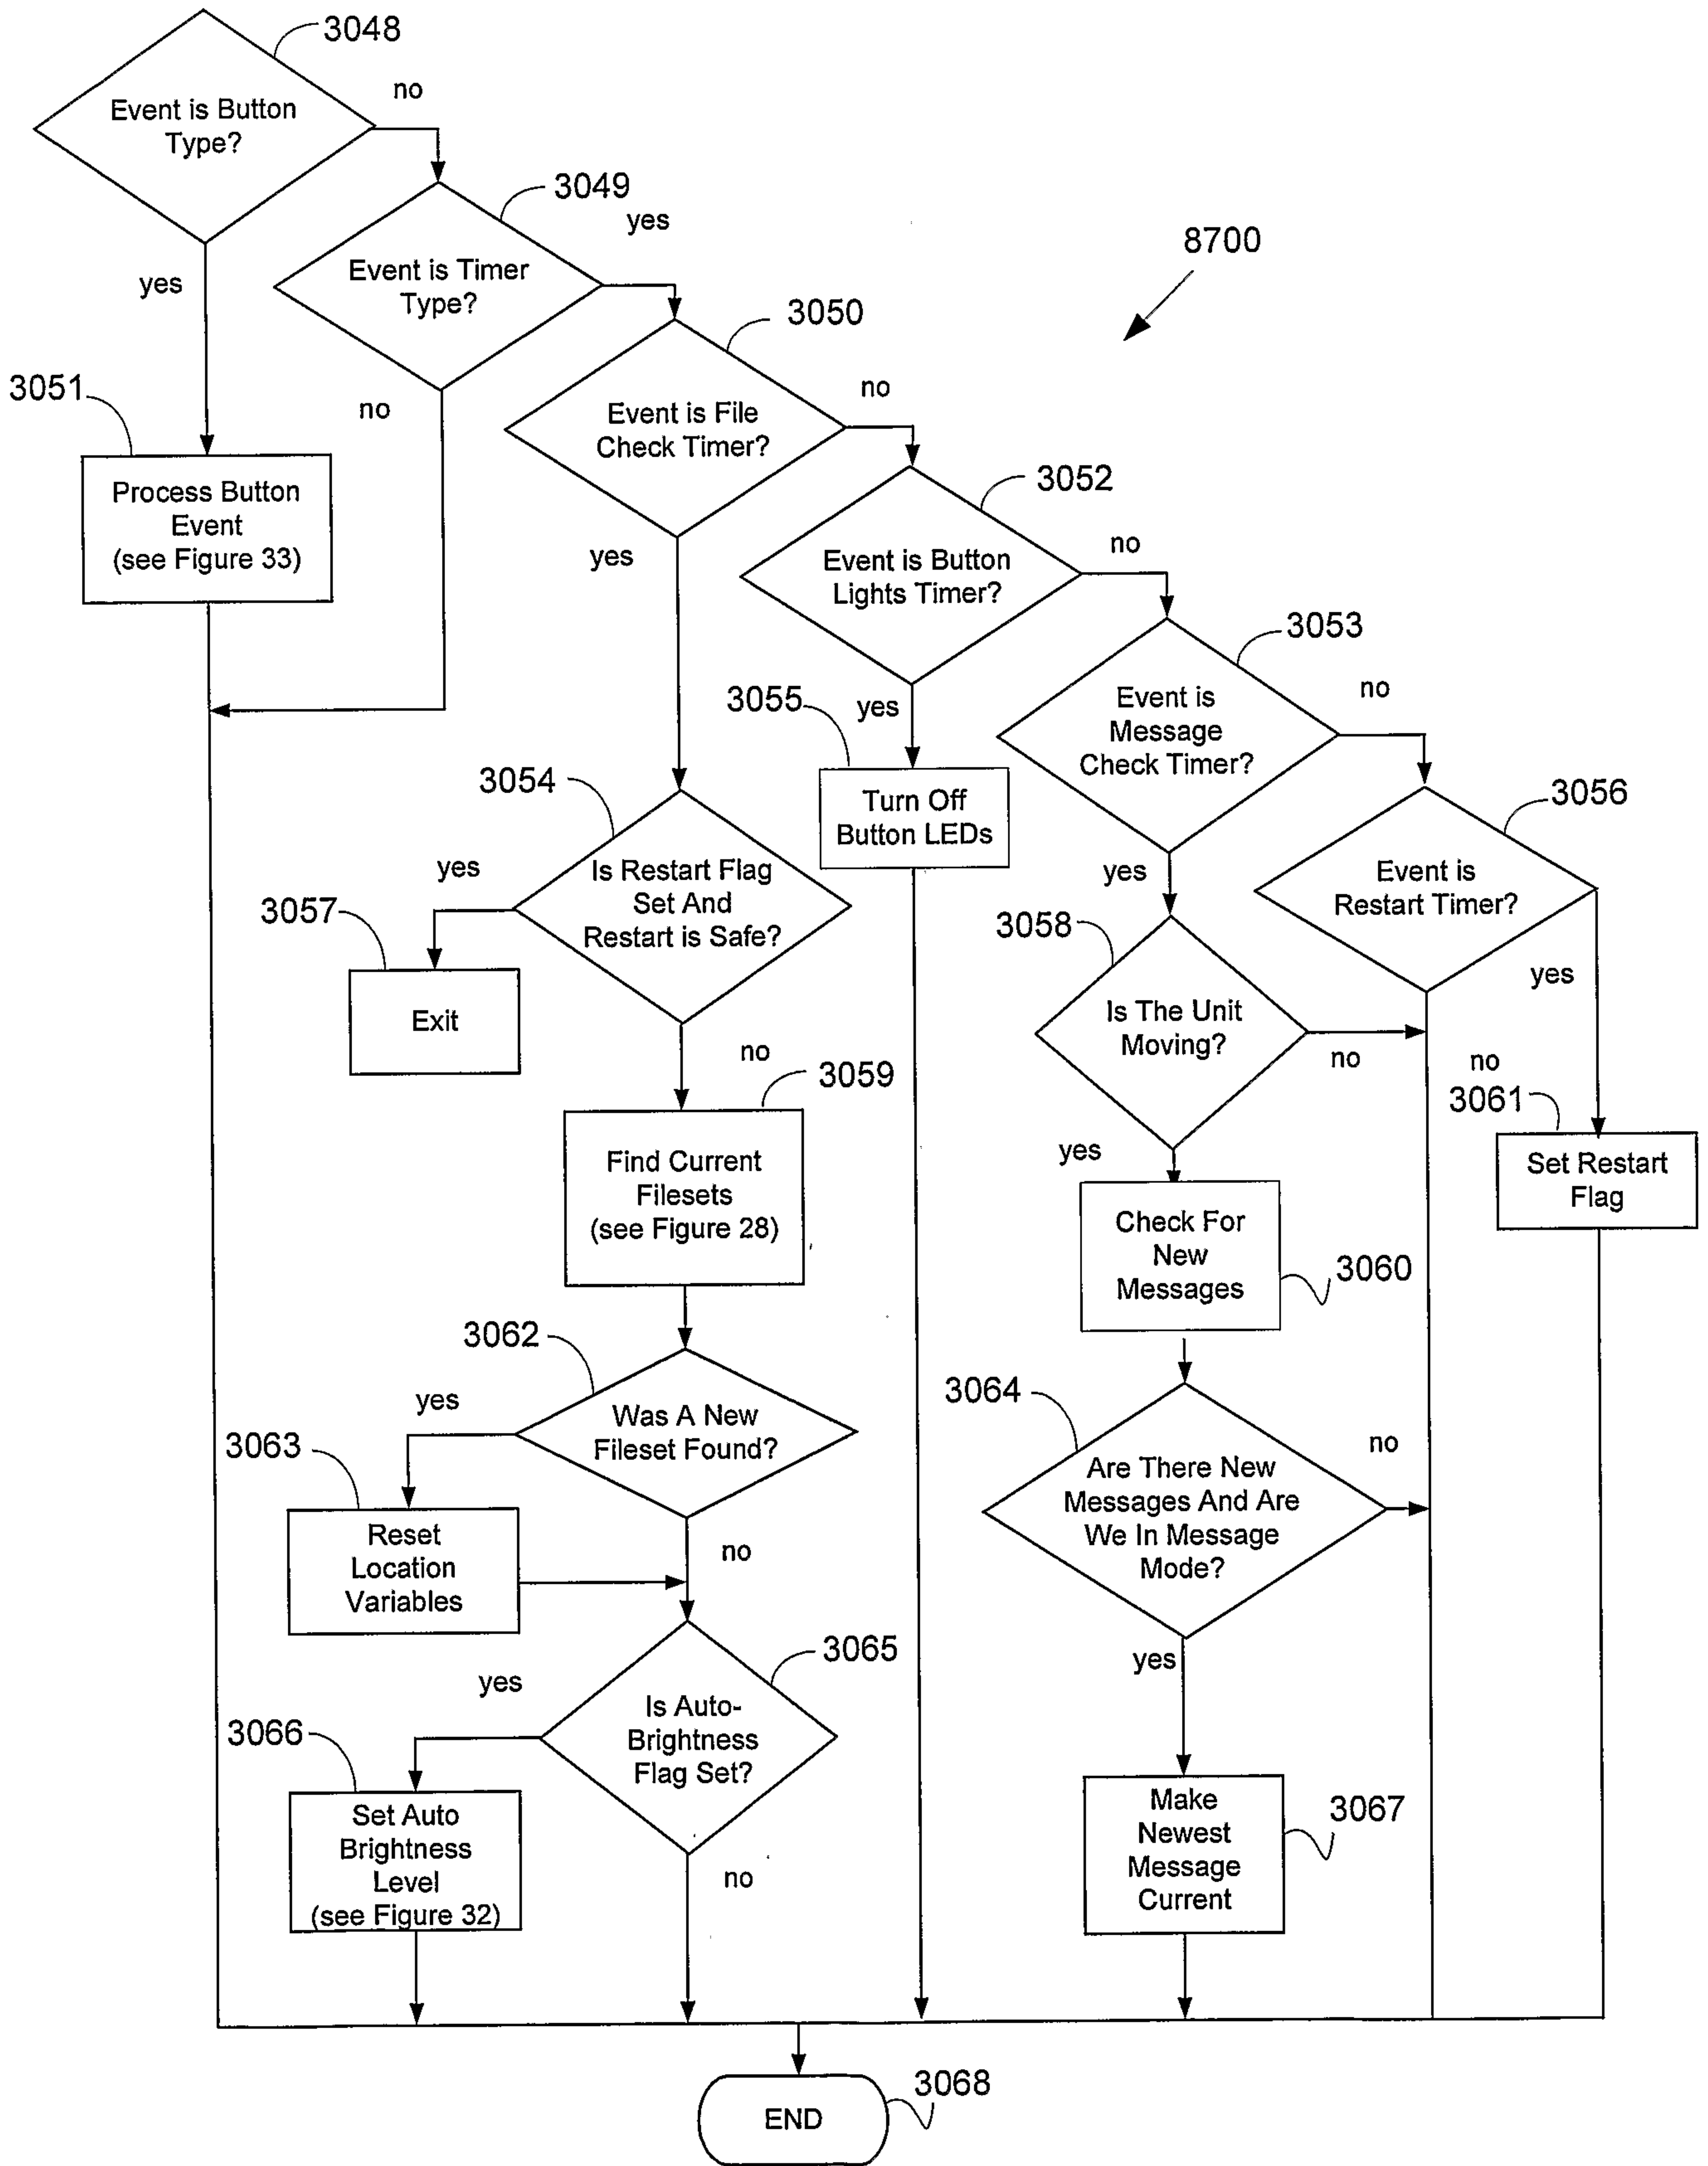 3048
Event is Button
Type?
no
yes
3049
Event is Timer
Type?
yes
no
8700
3050
Event is File
Check Timer?
no
yes
3051
Process Button
Event
(see Figure 33)
3052
Event is Button
Lights Timer?
no
yes
3053
Event is
Message
Check Timer?
no
yes
3054
Is Restart Flag
Set And
Restart is Safe?
yes
no
3055
Turn Off
Button LEDs
3056
Event is
Restart Timer?
yes
no
3057
Exit
3058
Is The Unit
Moving?
no
yes
3059
Find Current
Filesets
(see Figure 28)
3061
Set Restart
Flag
3060
Check For
New
Messages
3062
Was A New
Fileset Found?
yes
no
3063
Reset
Location
Variables
3064
Are There New
Messages And Are
We In Message
Mode?
no
yes
3065
Is Auto-
Brightness
Flag Set?
yes
no
3066
Set Auto
Brightness
Level
(see Figure 32)
3067
Make
Newest
Message
Current
3068
END